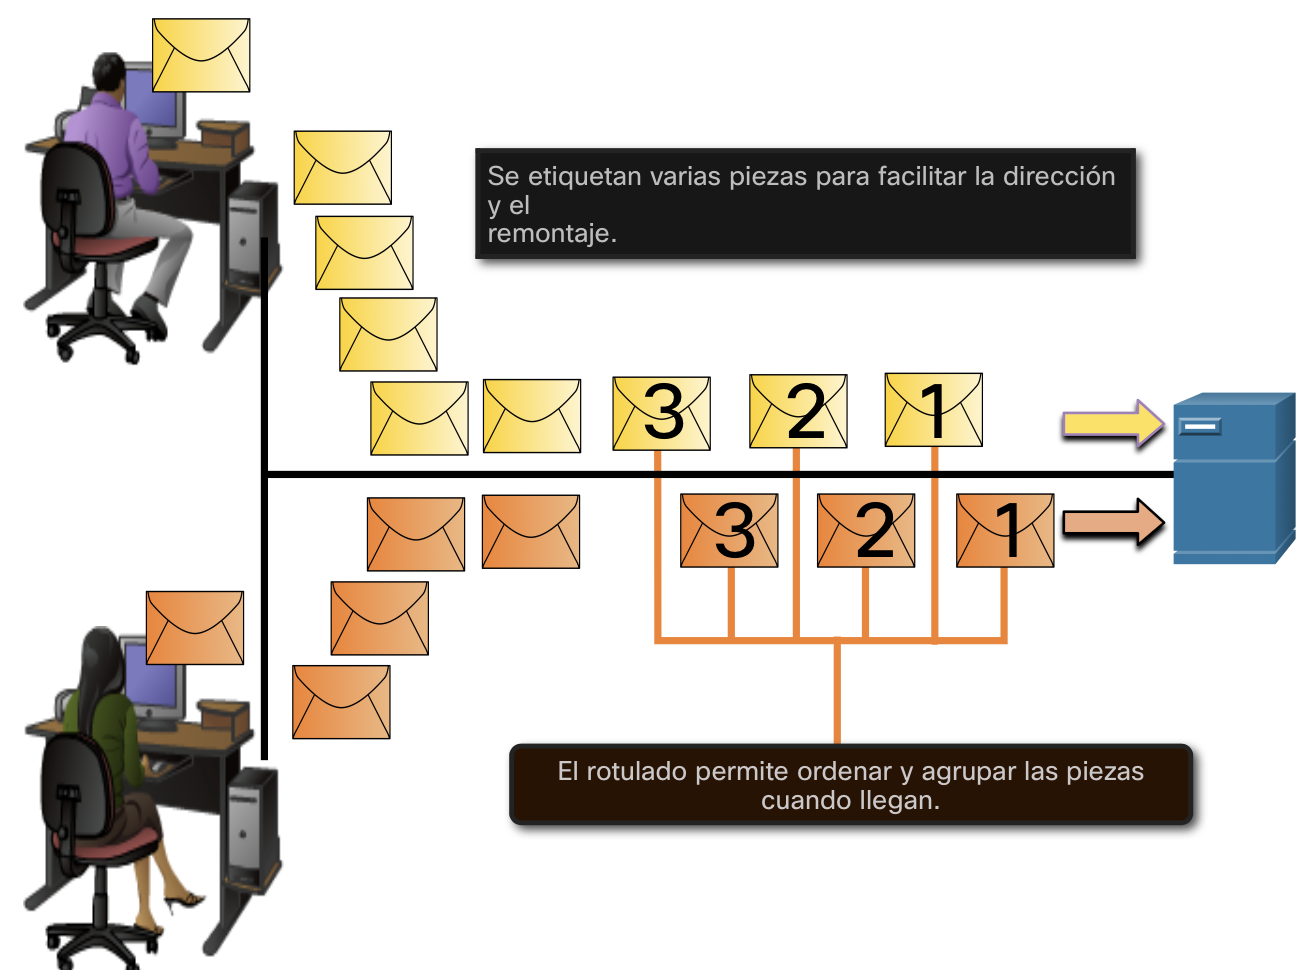 Se etiquetan varias piezas para facilitar la dirección
y el
remontaje.
3 2 1
3 2 1
El rotulado permite ordenar y agrupar las piezas
cuando llegan.